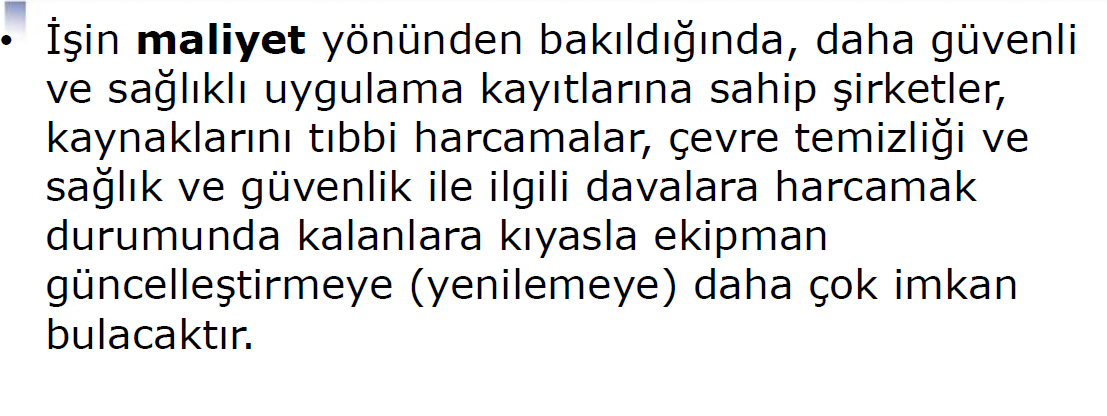 • İşin maliyet yönünden bakıldığında, daha güvenli
ve sağlıklı uygulama kayıtlarına sahip şirketler,
kaynaklarını tıbbi harcamalar, çevre temizliği ve
sağlık ve güvenlik ile ilgili davalara harcamak
durumunda kalanlara kıyasla ekipman
güncelleştirmeye (yenilemeye) daha çok imkan
bulacaktır.